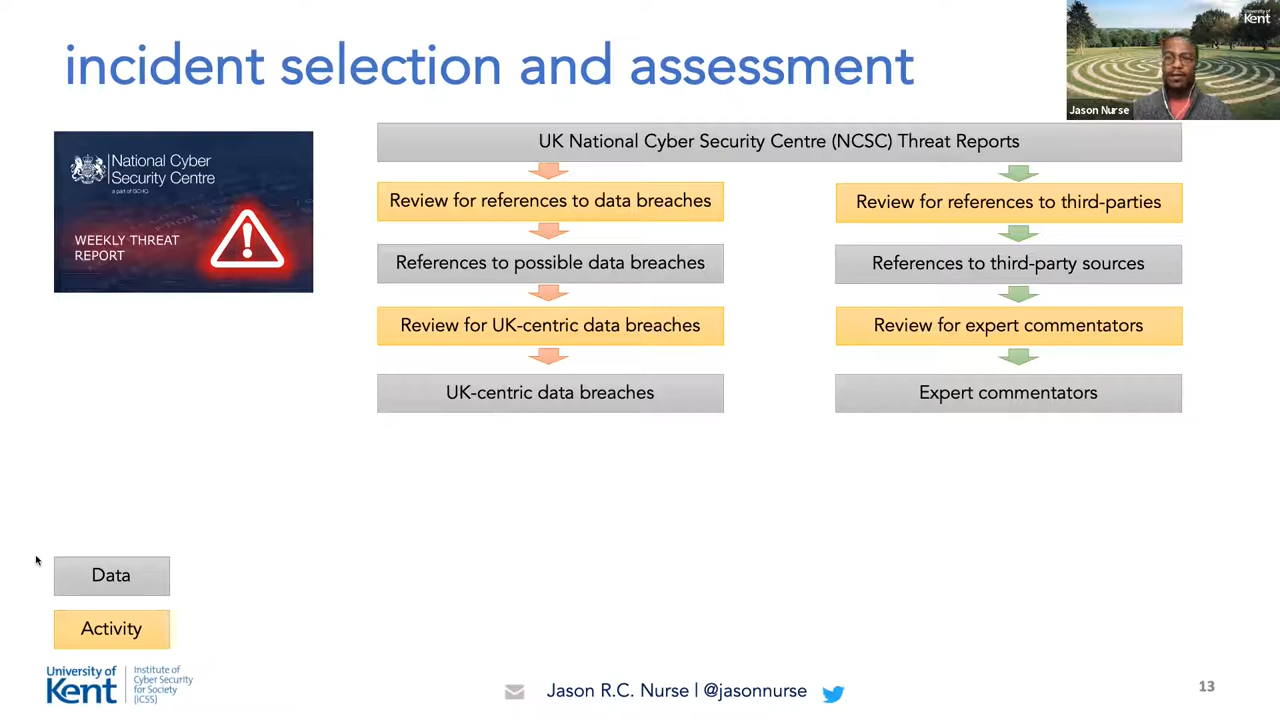 incident selection and assessment
University of
Kent
Jason Nurse
National Cyber
Security Centre
a part of GCHQ
WEEKLY THREAT
REPORT
UK National Cyber Security Centre (NCSC) Threat Reports
Review for references to data breaches
Review for references to third-parties
References to possible data breaches
References to third-party sources
Review for UK-centric data breaches
Review for expert commentators
UK-centric data breaches
Expert commentators
Data
Activity
University of
Kent
Institute of
Cyber Security
for Society
(iCSS)
Jason R.C. Nurse | @jasonnurse
13